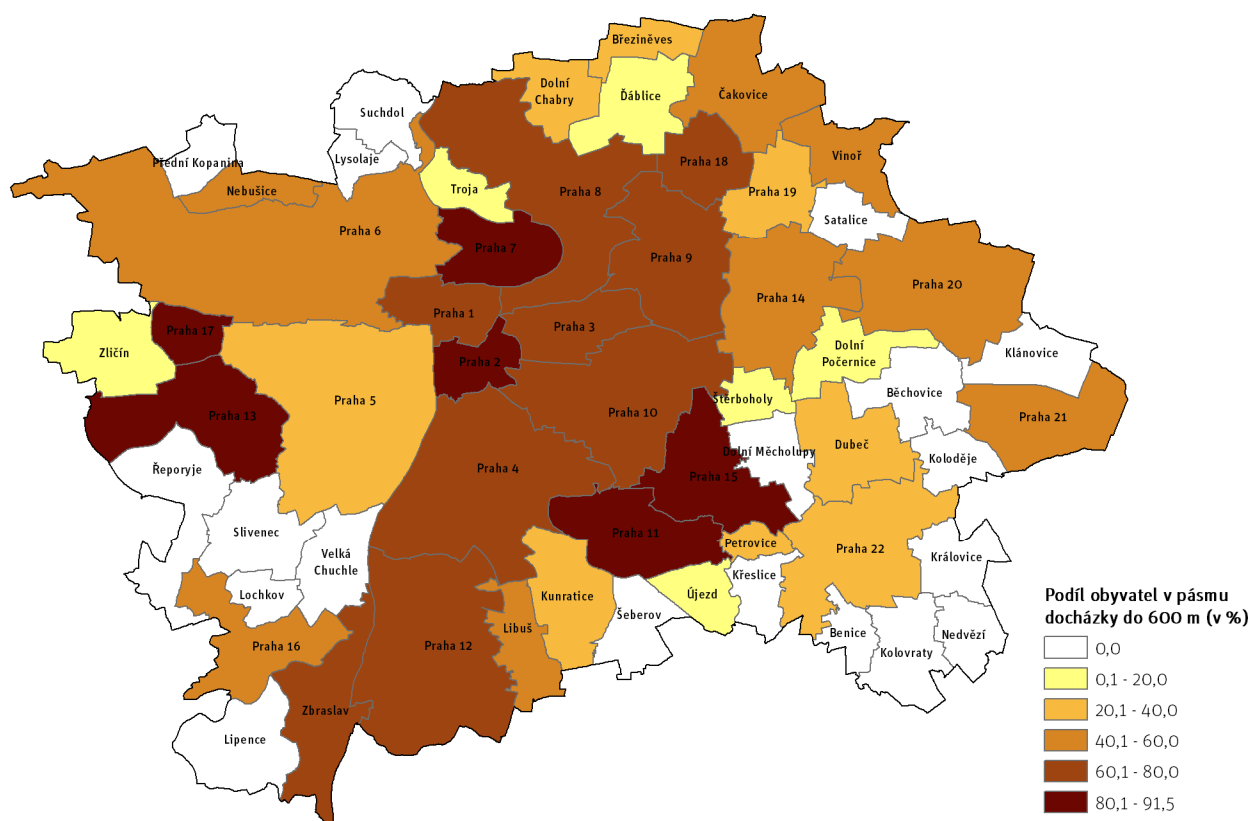 Březiněves
Dolní
Chabry
Ďáblice
Čakovice
Suchdol
Přední Kopanina
Lysolaje
Praha 18
Vinoř
Nebušice
Troja
Praha 8
Praha 19
Satalice
Praha 6
Praha 7
Praha 9
Praha 20
Praha 14
Praha 1
Praha 3
Praha 17
Zličín
Praha 2
Dolní
Počernice
Klánovice
Běchovice
Praha 5
Štěrboholy
Praha 13
Praha 10
Praha 21
Dubeč
Dolní Měcholupy
Koloděje
Řeporyje
Praha 4
Praha 15
Slivenec
Praha 11
Petrovice
Praha 22
Velká
Chuchle
Královice
Křeslice
Lochkov
Kunratice
Újezd
Šeberov
Libuš
Benice
Nedvězí
Kolovraty
Praha 16
Praha 12
Zbraslav
Lipence
Podíl obyvatel v pásmu
docházky do 600 m (v %)
0,0
0,1 - 20,0
20,1 - 40,0
40,1 - 60,0
60,1 - 80,0
80,1 - 91,5